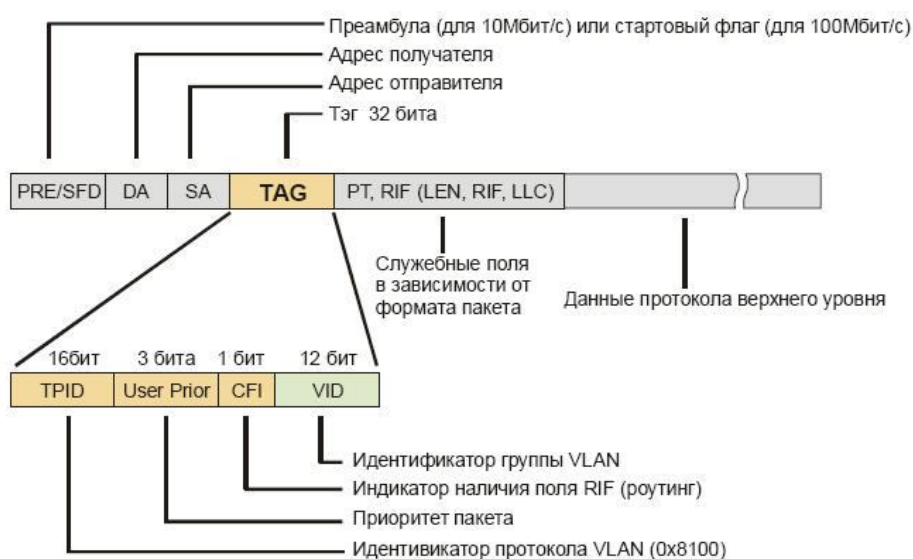 Преамбула (для 10Мбит/с) или стартовый флаг (для 100Мбит/с)
Адрес получателя
Адрес отправителя
Тэг 32 бита
PRE/SFD DA SA TAG PT, RIF (LEN, RIF, LLC)
Служебные поля
в зависимости от
формата пакета
Данные протокола верхнего уровня
16бит 3 бита 1 бит 12 бит
TPID User Prior CFI VID
Идентификатор группы VLAN
Индикатор наличия поля RIF (роутинг)
Приоритет пакета
Идентивикатор протокола VLAN (0x8100)